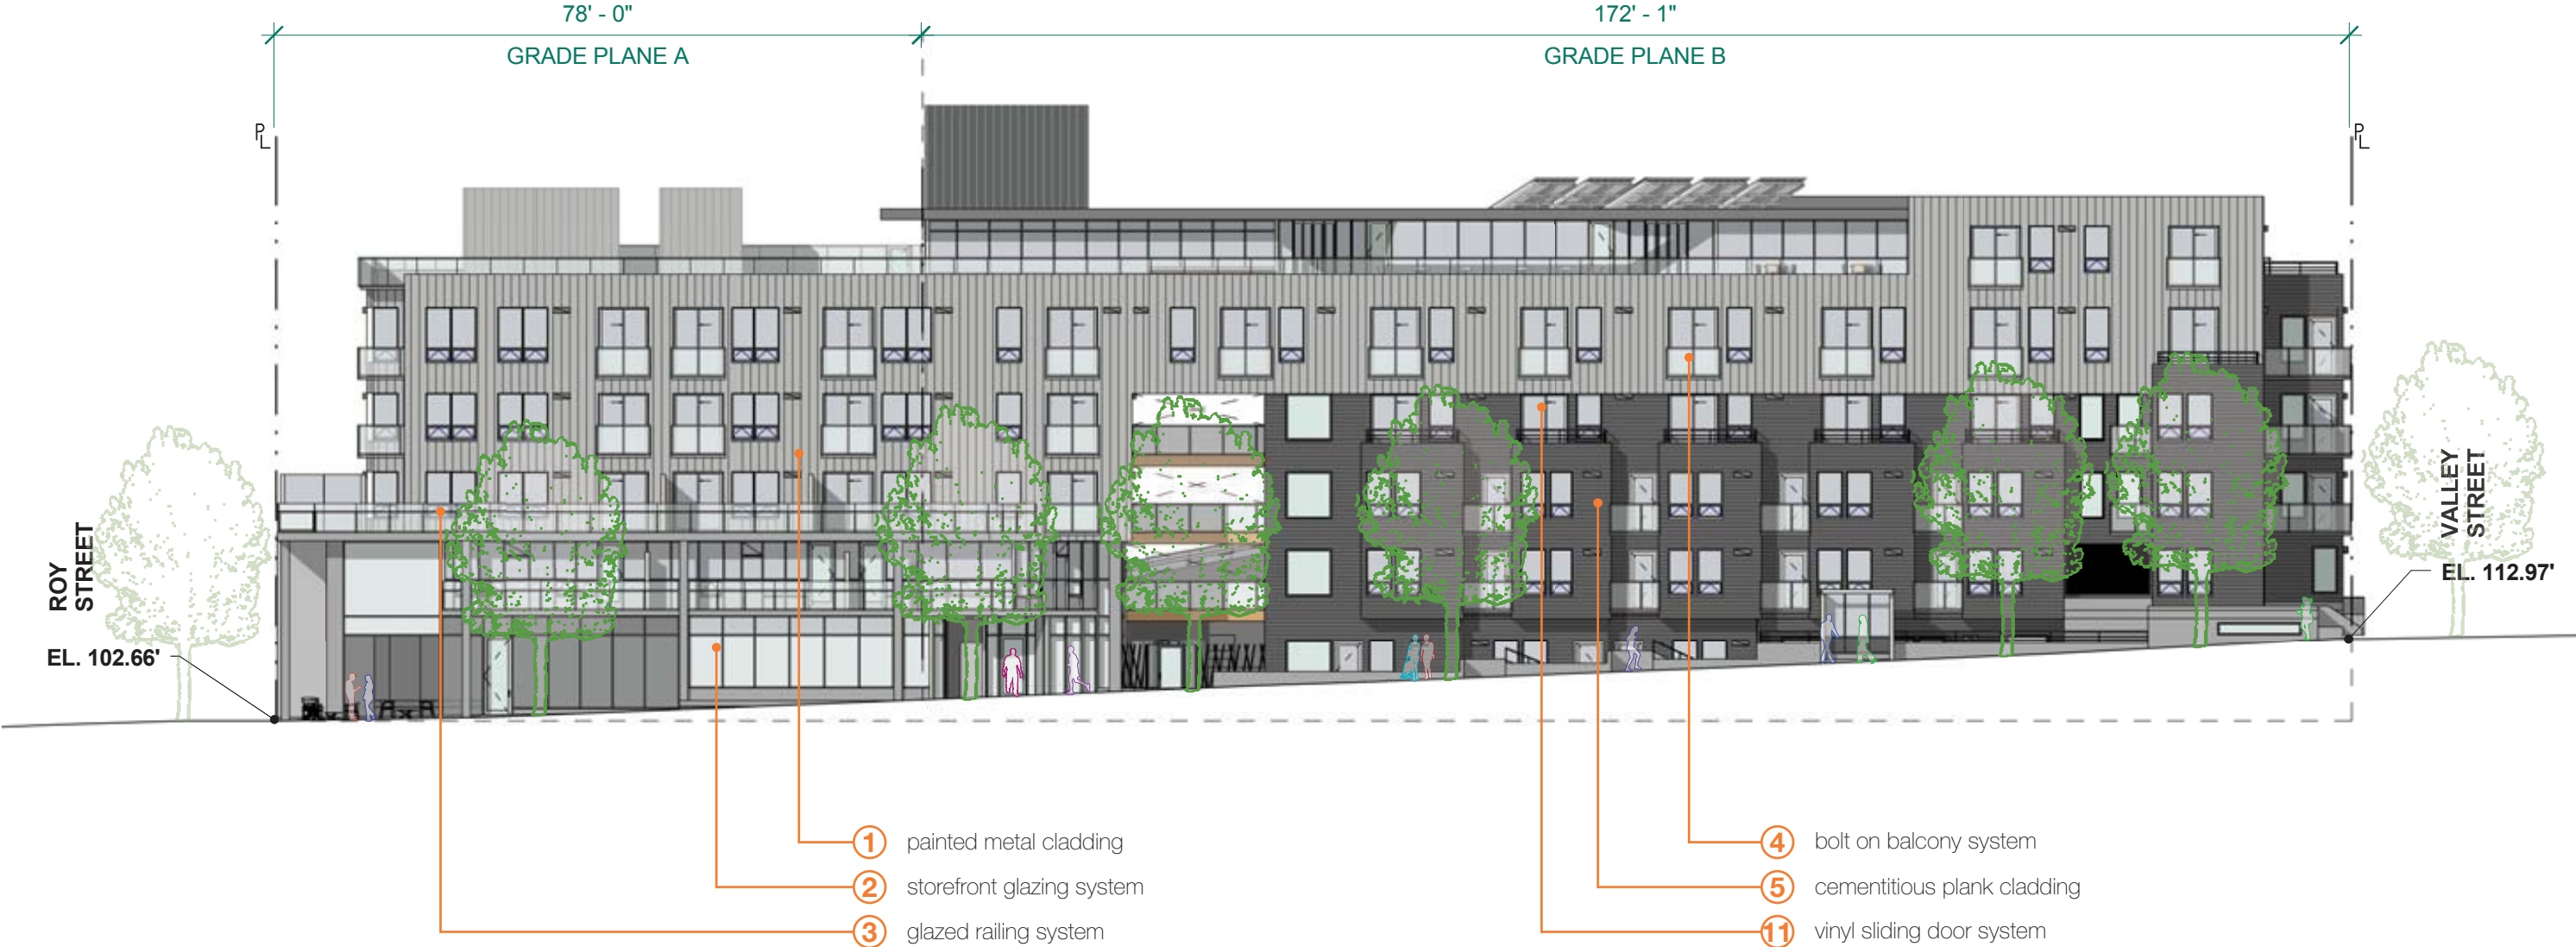 78' - 0"
172' - 1"
GRADE PLANE A
GRADE PLANE B
PL
PL
ROY
STREET
VALLEY
STREET
EL. 102.66'
EL. 112.97'
1 painted metal cladding
2 storefront glazing system
3 glazed railing system
4 bolt on balcony system
5 cementitious plank cladding
11 vinyl sliding door system